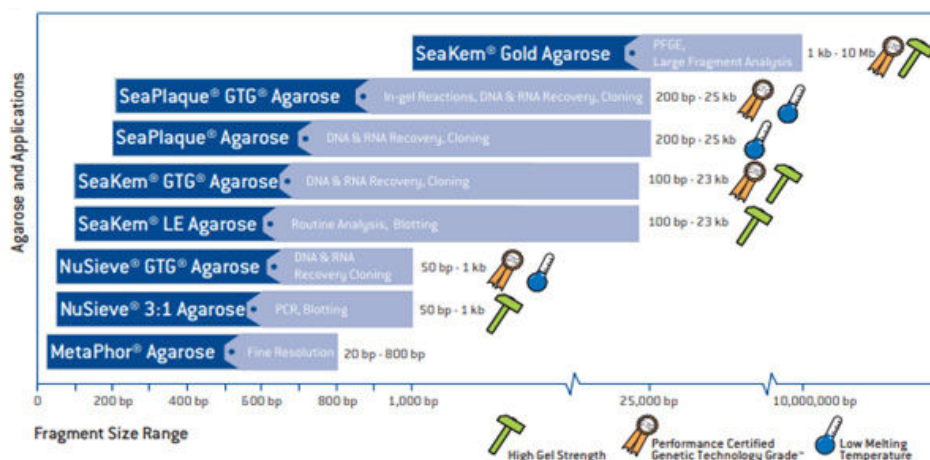 Agarose and Applications
SeaKem® Gold Agarose
PFGE,
Large Fragment Analysis
1 kb - 10 Mb
SeaPlaque® GTG® Agarose
In-gel Reactions, DNA & RNA Recovery, Cloning
200 bp - 25 kb
SeaPlaque® Agarose
DNA & RNA Recovery, Cloning
200 bp - 25 kb
SeaKem® GTG® Agarose
DNA & RNA Recovery, Cloning
100 bp - 23 kb
SeaKem® LE Agarose
Routine Analysis, Blotting
100 bp - 23 kb
NuSieve® GTG® Agarose
DNA & RNA
Recovery Cloning
50 bp - 1 kb
NuSieve® 3:1 Agarose
PCR, Blotting
50 bp - 1 kb
MetaPhor® Agarose
Fine Resolution
20 bp - 800 bp
0 200 bp 400 bp 600 bp 800 bp 1,000 bp 25,000 bp 10,000,000 bp
Fragment Size Range
High Gel Strength
Performance Certified
Genetic Technology Grade™
Low Melting
Temperature